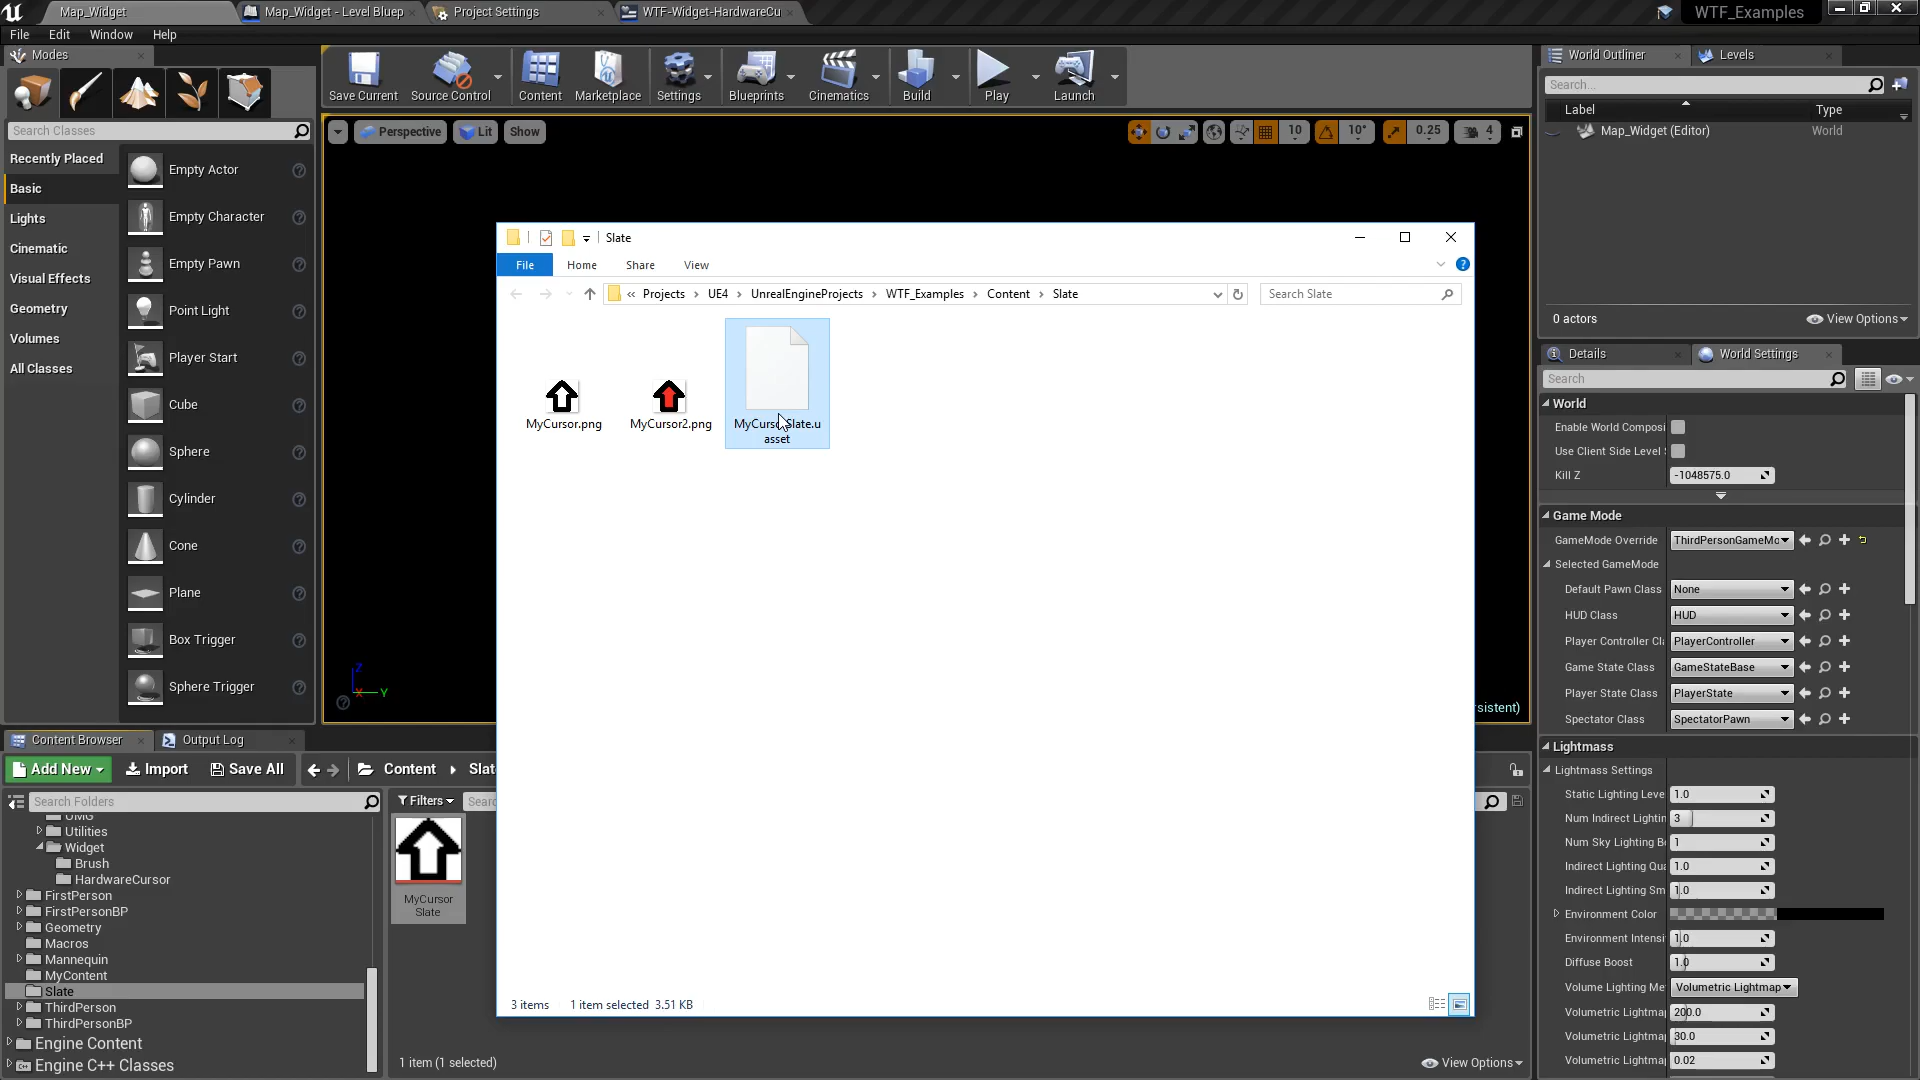 Map_Widget
Map_Widget - Level Bluep
Project Settings
WTF-Widget-HardwareCu
WTF_Examples
File Edit Window Help
Modes
Save Current
Source Control
Content
Marketplace
Settings
Blueprints
Cinematics
Build
Play
Launch
World Outliner
Levels
Search...
Label
Type
Map_Widget (Editor)
World
0 actors
View Options
Search Classes
Recently Placed
Basic
Lights
Cinematic
Visual Effects
Geometry
Volumes
All Classes
Empty Actor
Empty Character
Empty Pawn
Point Light
Player Start
Cube
Sphere
Cylinder
Cone
Plane
Box Trigger
Sphere Trigger
Perspective
Lit
Show
10
10°
0.25
4
Z
X
Y
sistent)
Slate
File
Home
Share
View
« Projects › UE4 › UnrealEngineProjects › WTF_Examples › Content › Slate
Search Slate
MyCursor.png
MyCursor2.png
asset
3 items
1 item selected 3.51 KB
Details
World Settings
Search
World
Enable World Composi
Use Client Side Level
Kill Z
-1048575.0
Game Mode
GameMode Override
ThirdPersonGameMo
Selected GameMode
Default Pawn Class
None
HUD Class
HUD
Player Controller Cl
PlayerController
Game State Class
GameStateBase
Player State Class
PlayerState
Spectator Class
SpectatorPawn
Lightmass
Lightmass Settings
Static Lighting Leve
1.0
Num Indirect Lightin
3
Num Sky Lighting B
1
Indirect Lighting Qua
1.0
Indirect Lighting Sm
1.0
Environment Color
Environment Intensi
1.0
Diffuse Boost
1.0
Volume Lighting Me
Volumetric Lightmap
Volumetric Lightma
200.0
Volumetric Lightma
30.0
Volumetric Lightma
0.02
Content Browser
Output Log
Add New
Import
Save All
Content
Slat
Search Folders
Filters
Sear
UMG
Utilities
Widget
Brush
HardwareCursor
FirstPerson
FirstPersonBP
Geometry
Macros
Mannequin
MyContent
Slate
ThirdPerson
ThirdPersonBP
Engine Content
Engine C++ Classes
MyCursor
Slate
1 item (1 selected)
View Options